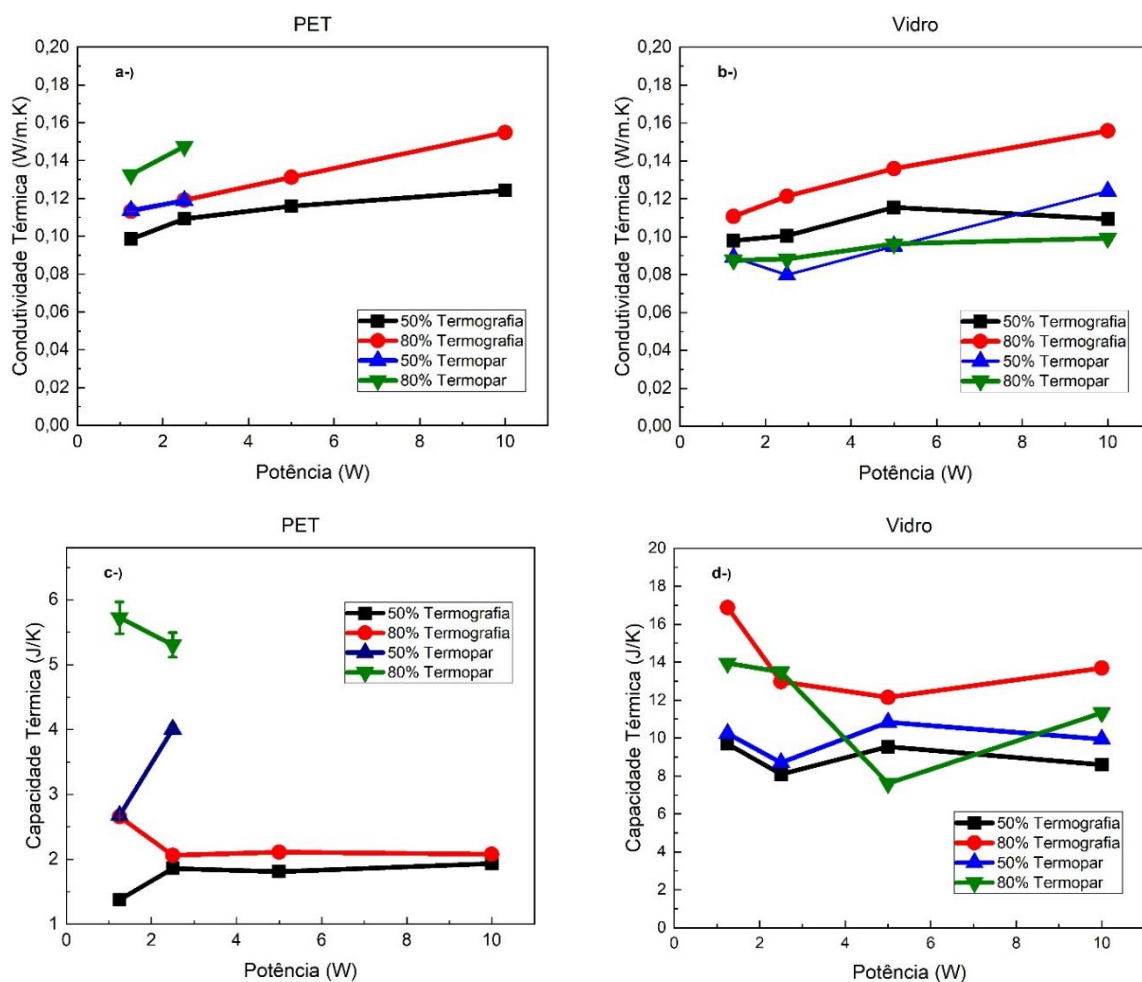 PET
a-)
0,20
0,18
0,16
0,14
0,12
0,10
0,08
0,06
0,04
0,02
0,00
Condutividade Térmica (W/m.K)
50% Termografia
80% Termografia
50% Termopar
80% Termopar
0 2 4 6 8 10
Potência (W)
Vidro
b-)
0,20
0,18
0,16
0,14
0,12
0,10
0,08
0,06
0,04
0,02
0,00
Condutividade Térmica (W/m.K)
50% Termografia
80% Termografia
50% Termopar
80% Termopar
0 2 4 6 8 10
Potência (W)
PET
c-)
6
5
4
3
2
1
Capacidade Térmica (J/K)
50% Termografia
80% Termografia
50% Termopar
80% Termopar
0 2 4 6 8 10
Potência (W)
Vidro
d-)
20
18
16
14
12
10
8
6
4
2
0
Capacidade Térmica (J/K)
50% Termografia
80% Termografia
50% Termopar
80% Termopar
0 2 4 6 8 10
Potência (W)